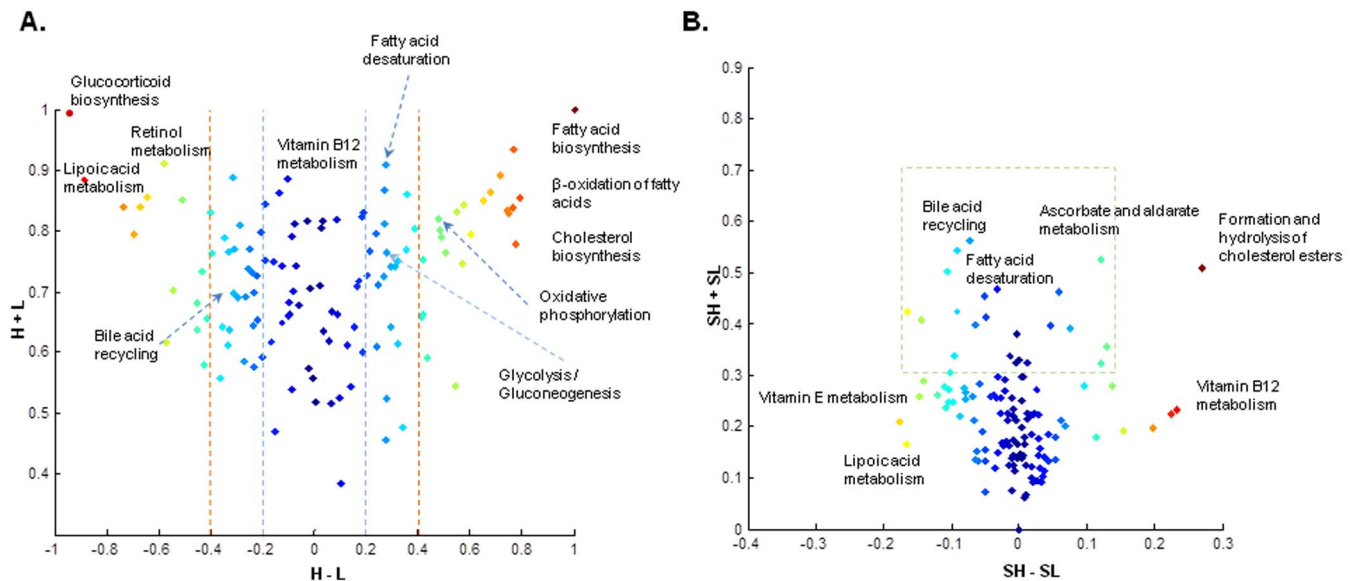 A.
Fatty acid
desaturation
Glucocorticoid
biosynthesis
Retinol
metabolism
Lipoic acid
metabolism
Vitamin B12
metabolism
Fatty acid
biosynthesis
β-oxidation of fatty
acids
Cholesterol
biosynthesis
Oxidative
phosphorylation
Bile acid
recycling
Glycolysis /
Gluconeogenesis
H + L
1
0.9
0.8
0.7
0.6
0.5
0.4
-1 -0.8 -0.6 -0.4 -0.2 0 0.2 0.4 0.6 0.8 1
H - L
B.
0.9
0.8
0.7
0.6
0.5
0.4
0.3
0.2
0.1
0
SH + SL
Bile acid
recycling
Ascorbate and aldarate
metabolism
Formation and
hydrolysis of
cholesterol esters
Fatty acid
desaturation
Vitamin E metabolism
Vitamin B12
metabolism
Lipoic acid
metabolism
-0.4 -0.3 -0.2 -0.1 0 0.1 0.2 0.3
SH - SL